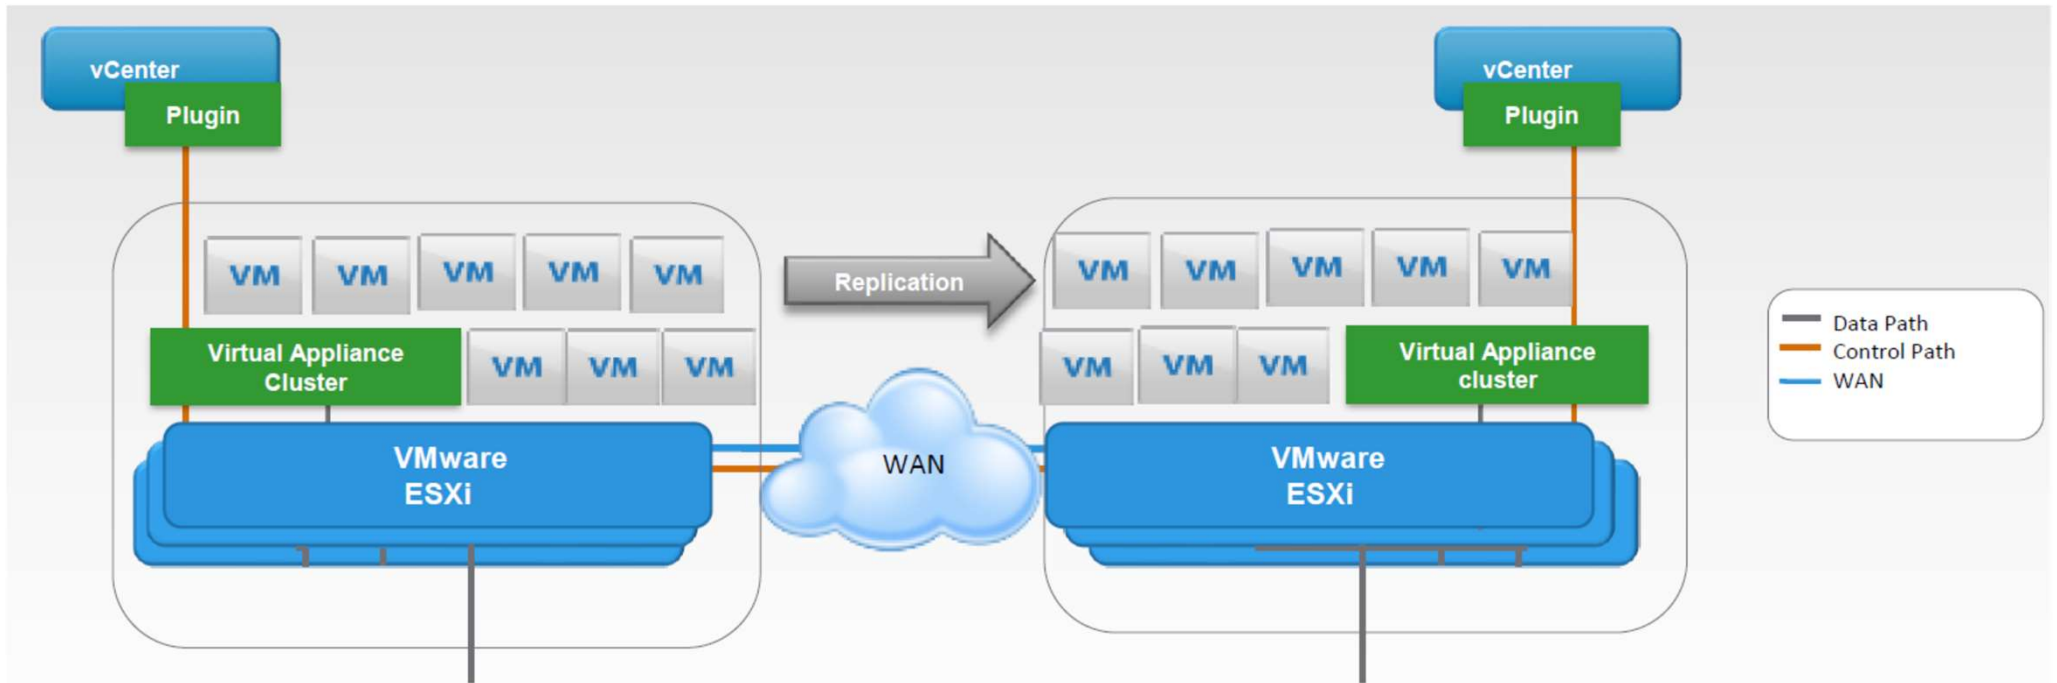 vCenter
Plugin
vCenter
Plugin
VM VM VM VM VM
Replication
VM VM VM VM VM
Virtual Appliance
Cluster
VM VM VM
VM VM VM
Virtual Appliance
cluster
VMware
ESXi
WAN
VMware
ESXi
Data Path
Control Path
WAN